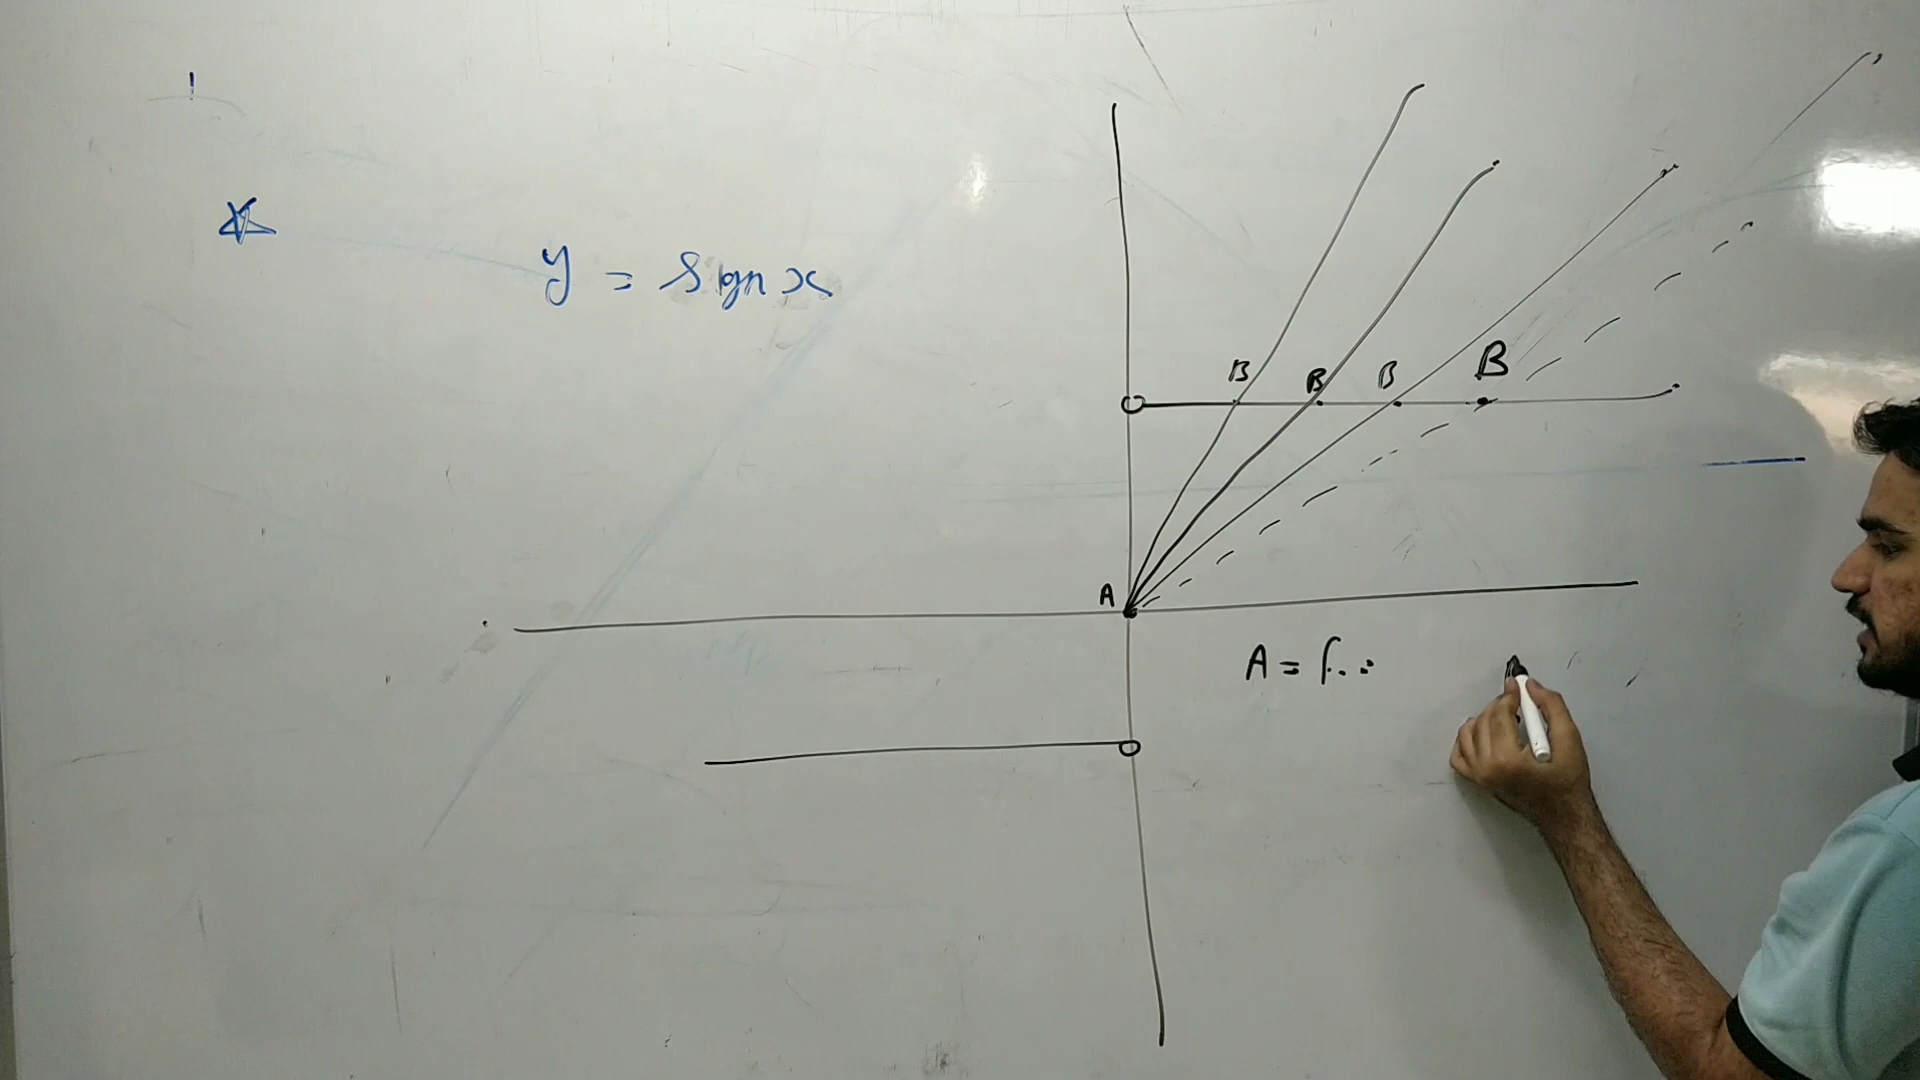 y = Sgn x
B B B B
A
A = f..